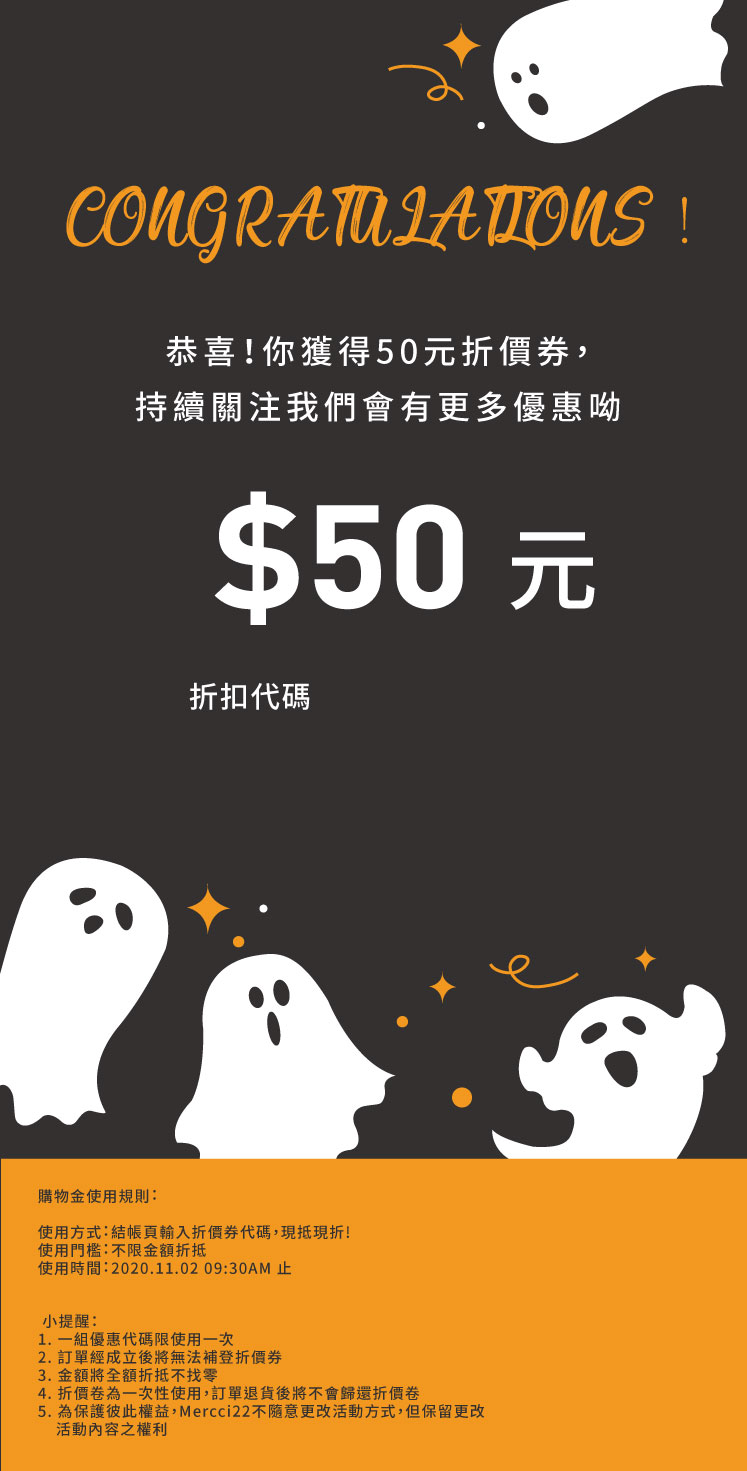 CONGRATULATIONS !
恭喜!你獲得50元折價券,
持續關注我們會有更多優惠呦
$50 元
折扣代碼
購物金使用規則:
使用方式:結帳頁輸入折價券代碼,現抵現折!
使用門檻:不限金額折抵
使用時間:2020.11.02 09:30AM 止
小提醒:
1. 一組優惠代碼限使用一次
2. 訂單經成立後將無法補登折價券
3. 金額將全額折抵不找零
4. 折價卷為一次性使用,訂單退貨後將不會歸還折價卷
5. 為保護彼此權益,Mercci22不隨意更改活動方式,但保留更改
活動內容之權利